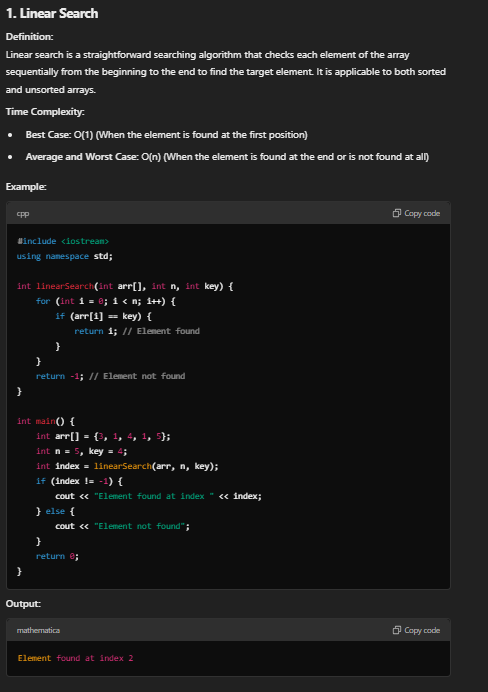 1. Linear Search
Definition:
Linear search is a straightforward searching algorithm that checks each element of the array
sequentially from the beginning to the end to find the target element. It is applicable to both sorted
and unsorted arrays.
Time Complexity:
• Best Case: O(1) (When the element is found at the first position)
• Average and Worst Case: O(n) (When the element is found at the end or is not found at all)
Example:
cpp Copy code
#include <iostream>
using namespace std;
int linearSearch(int arr[], int n, int key) {
    for (int i = 0; i < n; i++) {
        if (arr[i] == key) {
            return i; // Element found
        }
    }
    return -1; // Element not found
}
int main() {
    int arr[] = {3, 1, 4, 1, 5};
    int n = 5, key = 4;
    int index = linearSearch(arr, n, key);
    if (index != -1) {
        cout << "Element found at index " << index;
    } else {
        cout << "Element not found";
    }
    return 0;
}
Output:
mathematica Copy code
Element found at index 2